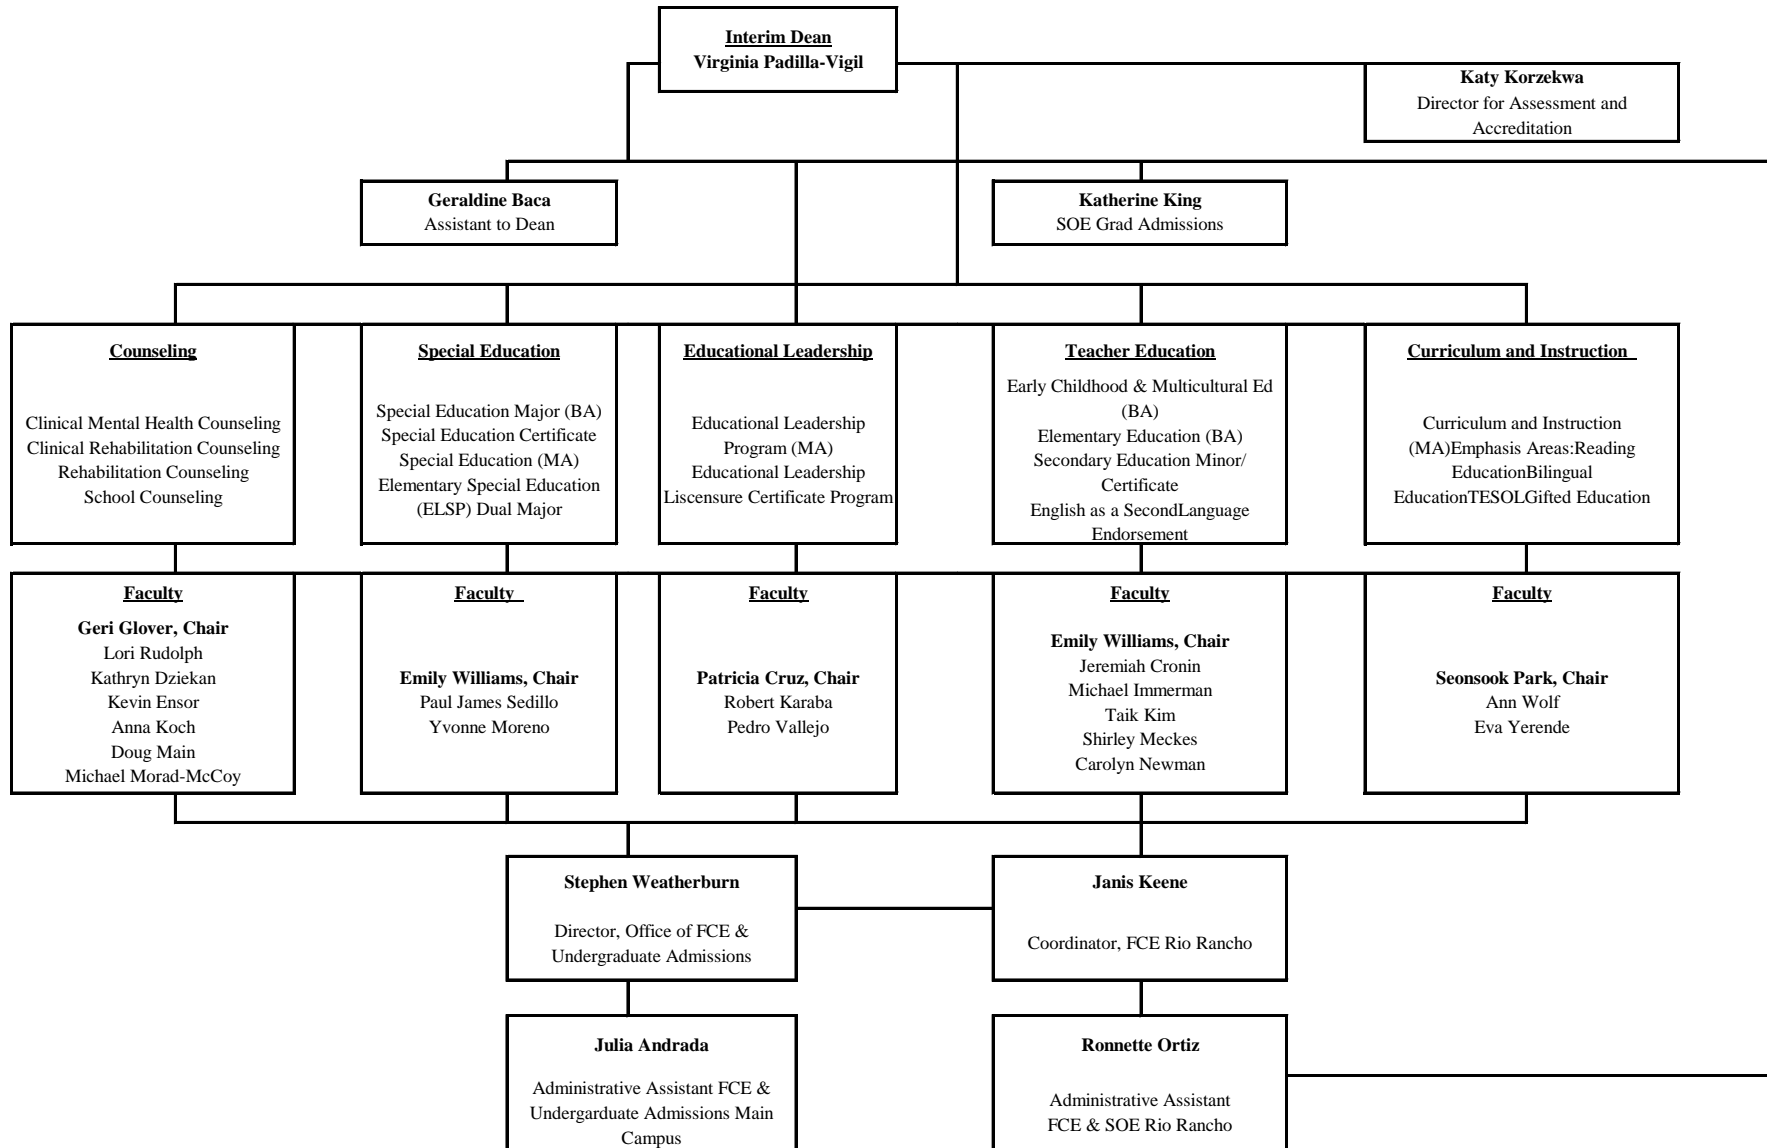 Interim Dean
Virginia Padilla-Vigil
Katy Korzekwa
Director for Assessment and
Accreditation
Geraldine Baca
Assistant to Dean
Katherine King
SOE Grad Admissions
Counseling
Clinical Mental Health Counseling
Clinical Rehabilitation Counseling
Rehabilitation Counseling
School Counseling
Special Education
Special Education Major (BA)
Special Education Certificate
Special Education (MA)
Elementary Special Education
(ELSP) Dual Major
Educational Leadership
Educational Leadership
Program (MA)
Educational Leadership
Liscensure Certificate Program
Teacher Education
Early Childhood & Multicultural Ed
(BA)
Elementary Education (BA)
Secondary Education Minor/
Certificate
English as a SecondLanguage
Endorsement
Curriculum and Instruction
Curriculum and Instruction
(MA)Emphasis Areas:Reading
EducationBilingual
EducationTESOLGifted Education
Faculty
Geri Glover, Chair
Lori Rudolph
Kathryn Dziekan
Kevin Ensor
Anna Koch
Doug Main
Michael Morad-McCoy
Faculty
Emily Williams, Chair
Paul James Sedillo
Yvonne Moreno
Faculty
Patricia Cruz, Chair
Robert Karaba
Pedro Vallejo
Faculty
Emily Williams, Chair
Jeremiah Cronin
Michael Immerman
Taik Kim
Shirley Meckes
Carolyn Newman
Faculty
Seonsook Park, Chair
Ann Wolf
Eva Yerende
Stephen Weatherburn
Director, Office of FCE &
Undergraduate Admissions
Janis Keene
Coordinator, FCE Rio Rancho
Julia Andrada
Administrative Assistant FCE &
Undergarduate Admissions Main
Campus
Ronnette Ortiz
Administrative Assistant
FCE & SOE Rio Rancho